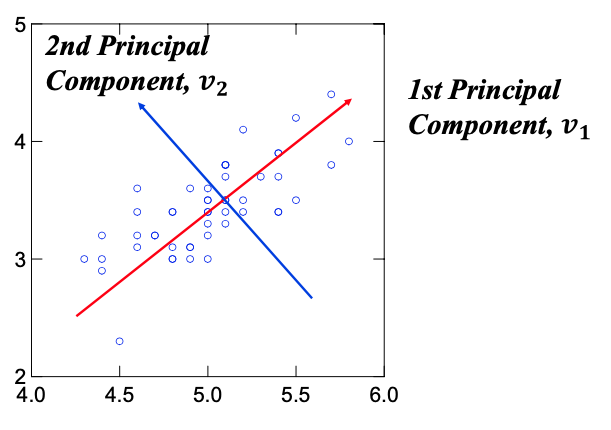 5
2nd Principal
Component, v₂
1st Principal
Component, v₁
4
3
2
4.0 4.5 5.0 5.5 6.0